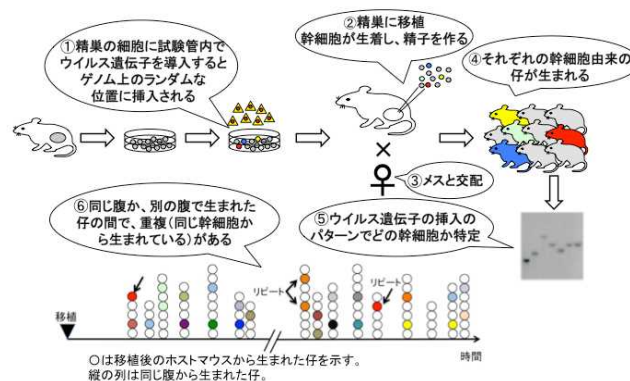 ①精巣の細胞に試験管内で
ウイルス遺伝子を導入すると
ゲノム上のランダムな
位置に挿入される
②精巣に移植
幹細胞が生着し、精子を作る
④それぞれの幹細胞由来の
仔が生まれる
×
♀
③メスと交配
⑥同じ腹か、別の腹で生まれた
仔の間で、重複(同じ幹細胞か
ら生まれている)がある
⑤ウイルス遺伝子の挿入の
パターンでどの幹細胞か特定
移植
リピート
リピート
時間
〇は移植後のホストマウスから生まれた仔を示す。
縦の列は同じ腹から生まれた仔。